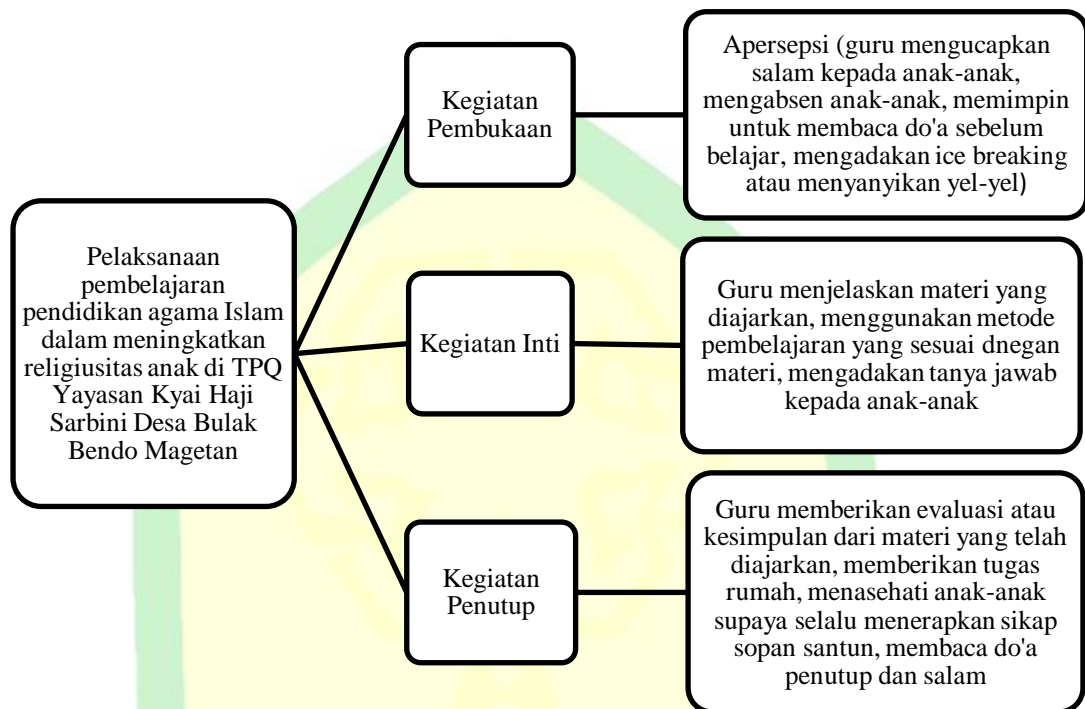 Pelaksanaan
pembelajaran
pendidikan agama Islam
dalam meningkatkan
religiusitas anak di TPQ
Yayasan Kyai Haji
Sarbini Desa Bulak
Bendo Magetan
Kegiatan
Pembukaan
Apersepsi (guru mengucapkan
salam kepada anak-anak,
mengabsen anak-anak, memimpin
untuk membaca do'a sebelum
belajar, mengadakan ice breaking
atau menyanyikan yel-yel)
Kegiatan Inti
Guru menjelaskan materi yang
diajarkan, menggunakan metode
pembelajaran yang sesuai dnegan
materi, mengadakan tanya jawab
kepada anak-anak
Kegiatan
Penutup
Guru memberikan evaluasi atau
kesimpulan dari materi yang telah
diajarkan, memberikan tugas
rumah, menasehati anak-anak
supaya selalu menerapkan sikap
sopan santun, membaca do'a
penutup dan salam